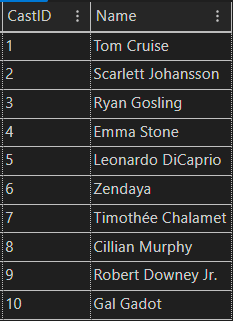 CastID Name
1 Tom Cruise
2 Scarlett Johansson
3 Ryan Gosling
4 Emma Stone
5 Leonardo DiCaprio
6 Zendaya
7 Timothée Chalamet
8 Cillian Murphy
9 Robert Downey Jr.
10 Gal Gadot